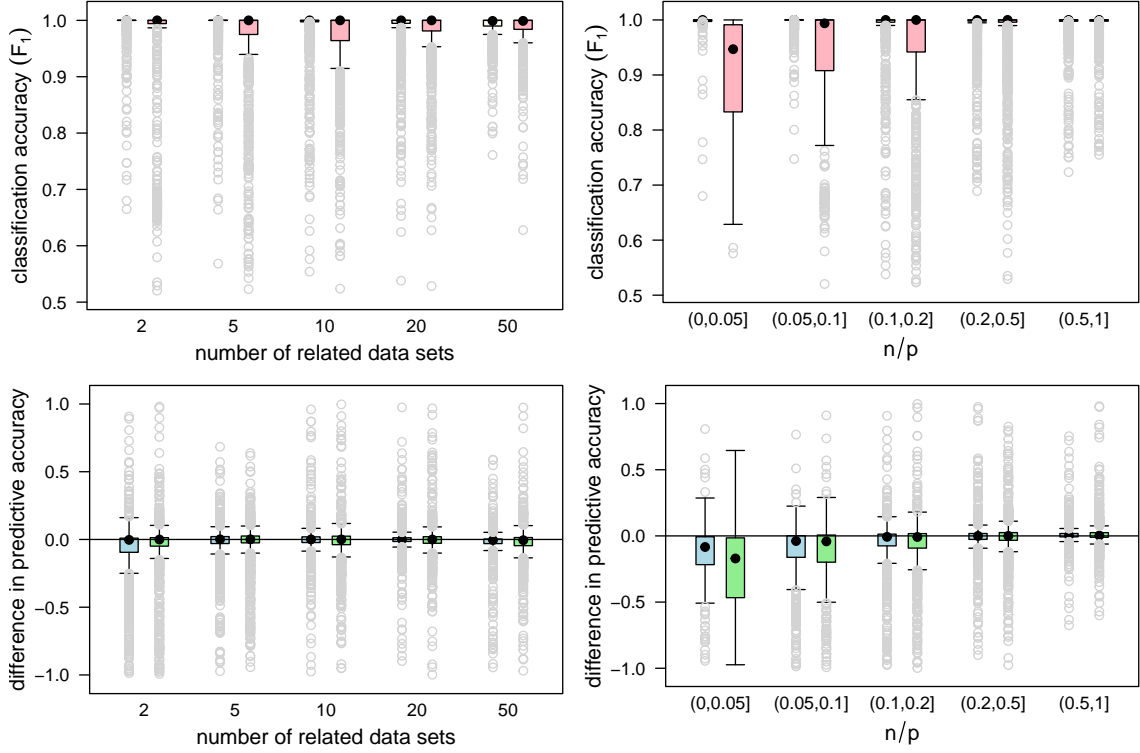 classification accuracy (F1)
1.0
0.9
0.8
0.7
0.6
0.5
2 5 10 20 50
number of related data sets
classification accuracy (F1)
1.0
0.9
0.8
0.7
0.6
0.5
(0,0.05] (0.05,0.1] (0.1,0.2] (0.2,0.5] (0.5,1]
n/p
difference in predictive accuracy
1.0
0.5
0.0
−0.5
−1.0
2 5 10 20 50
number of related data sets
difference in predictive accuracy
1.0
0.5
0.0
−0.5
−1.0
(0,0.05] (0.05,0.1] (0.1,0.2] (0.2,0.5] (0.5,1]
n/p